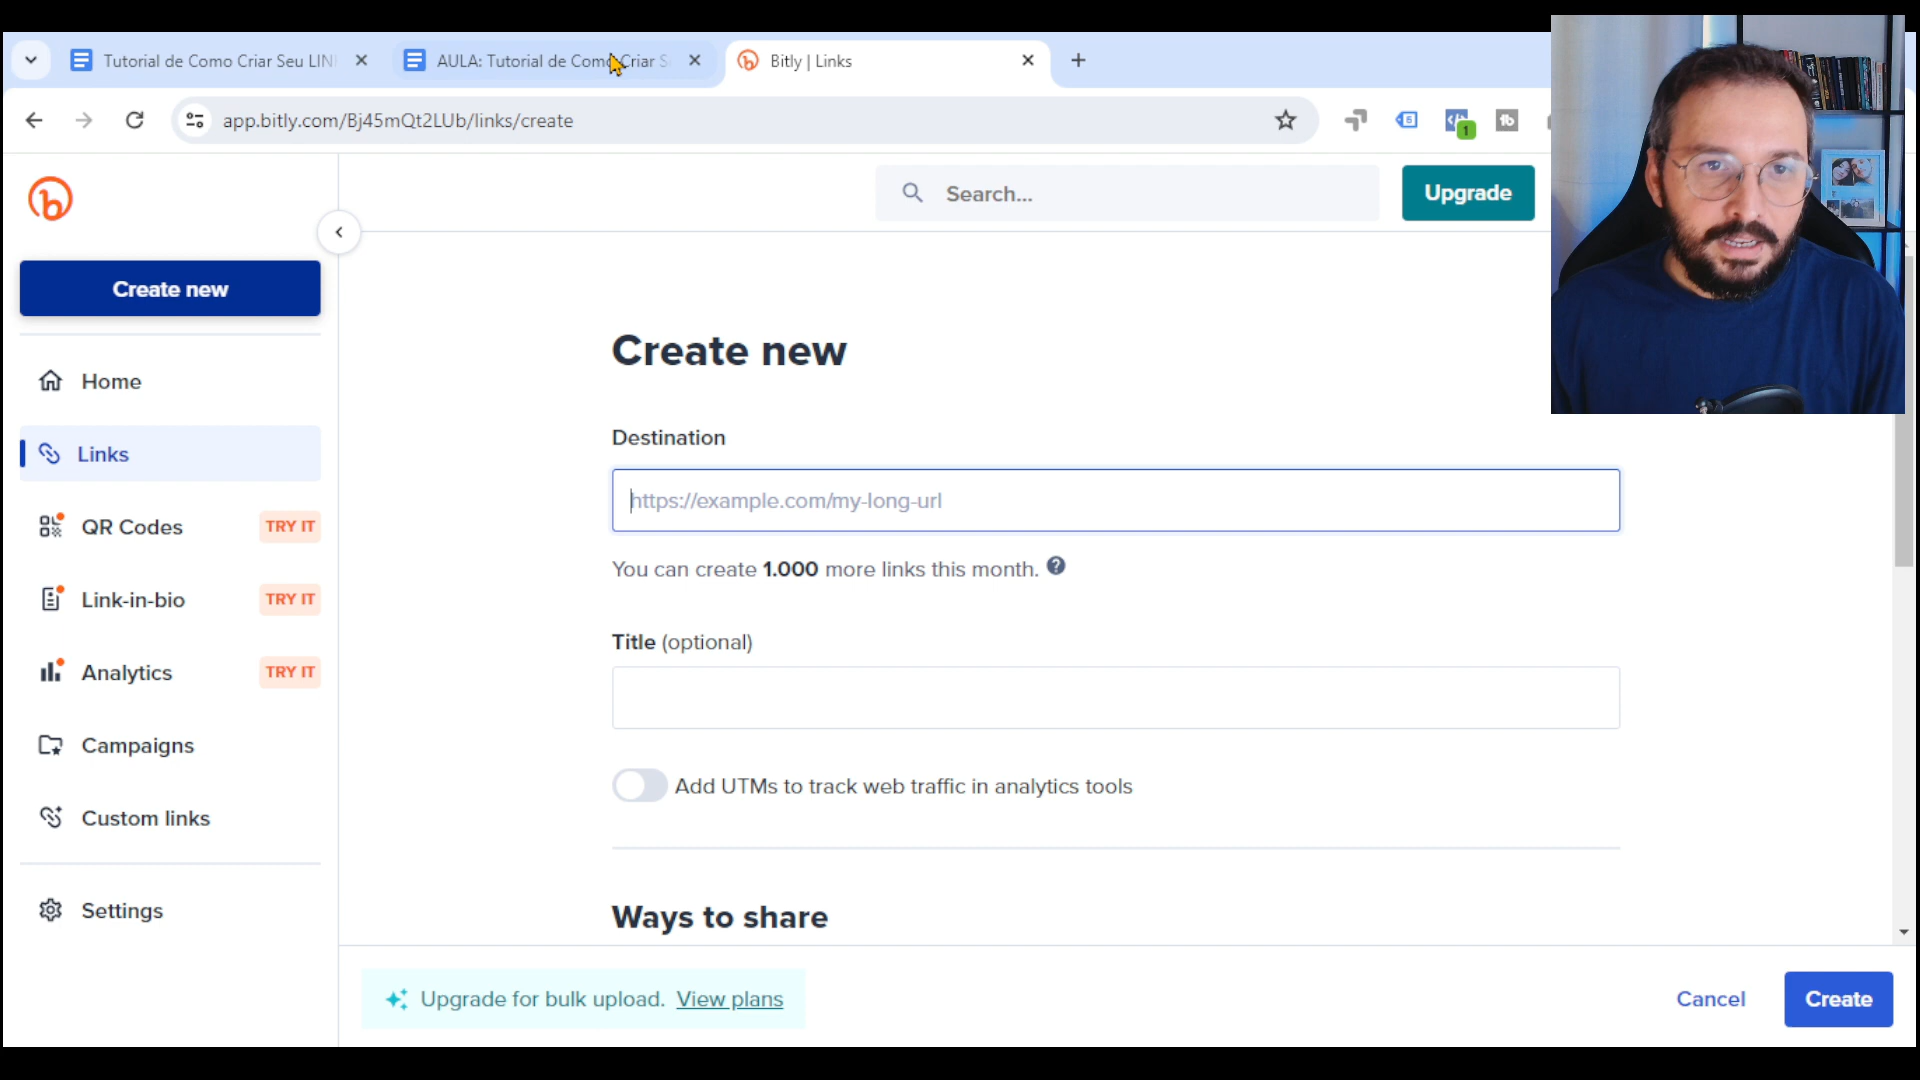 Tutorial de Como Criar Seu LIN
AULA: Tutorial de Como Criar S
Bitly | Links
app.bitly.com/Bj45mQt2LUb/links/create
Search...
Upgrade
Create new
Home
Links
QR Codes
TRY IT
Link-in-bio
TRY IT
Analytics
TRY IT
Campaigns
Custom links
Settings
Create new
Destination
https://example.com/my-long-url
You can create 1.000 more links this month.
Title (optional)
Add UTMs to track web traffic in analytics tools
Ways to share
Upgrade for bulk upload. View plans
Cancel
Create